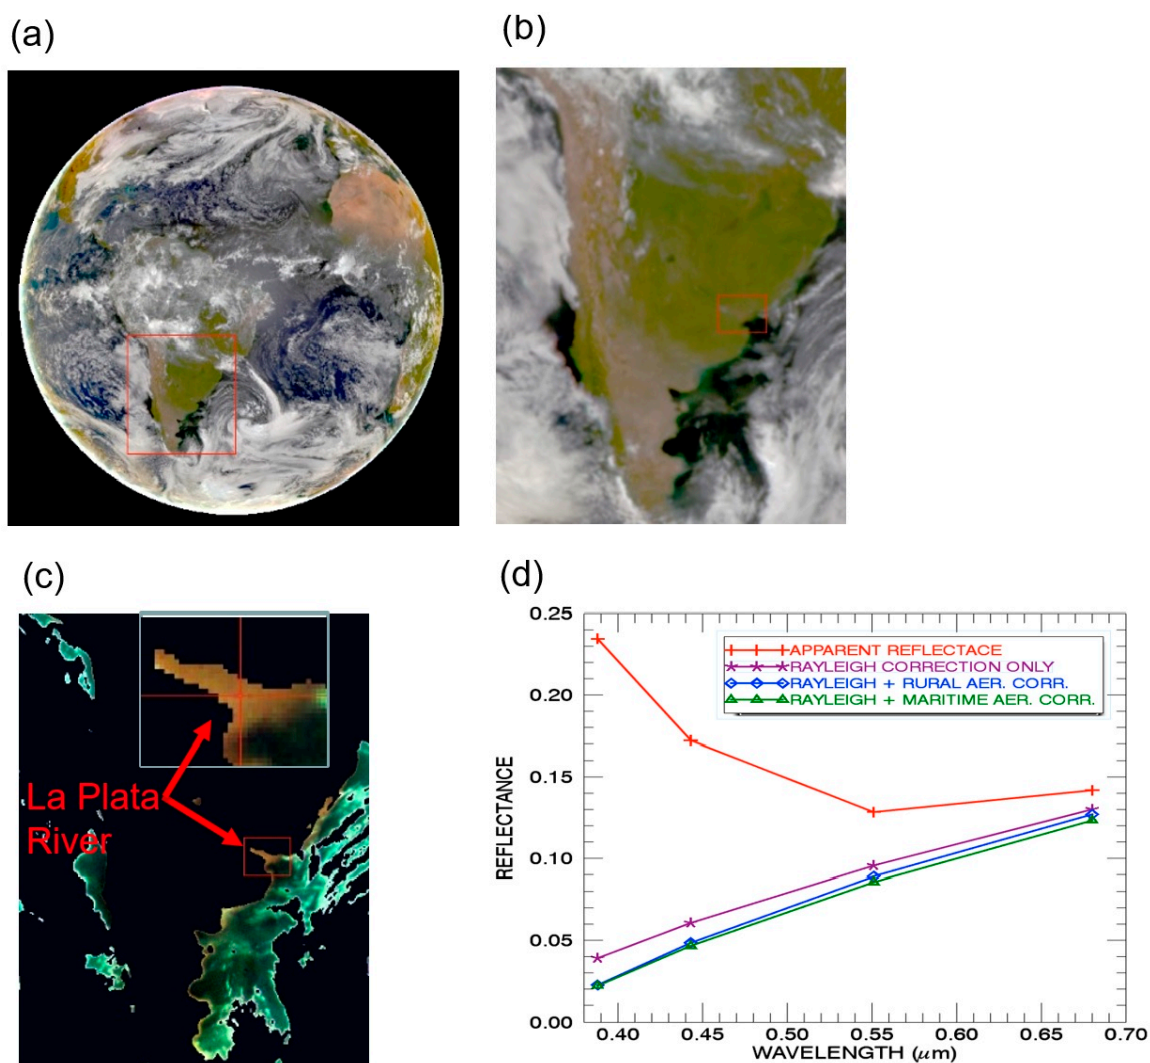 (a)
(b)
(c)
La Plata
River
(d)
0.25
0.20
0.15
0.10
0.05
0.00
REFLECTANCE
APPARENT REFLECTACE
RAYLEIGH CORRECTION ONLY
RAYLEIGH + RURAL AER. CORR.
RAYLEIGH + MARITIME AER. CORR.
0.40
0.45
0.50
0.55
0.60
0.65
0.70
WAVELENGTH (μm)